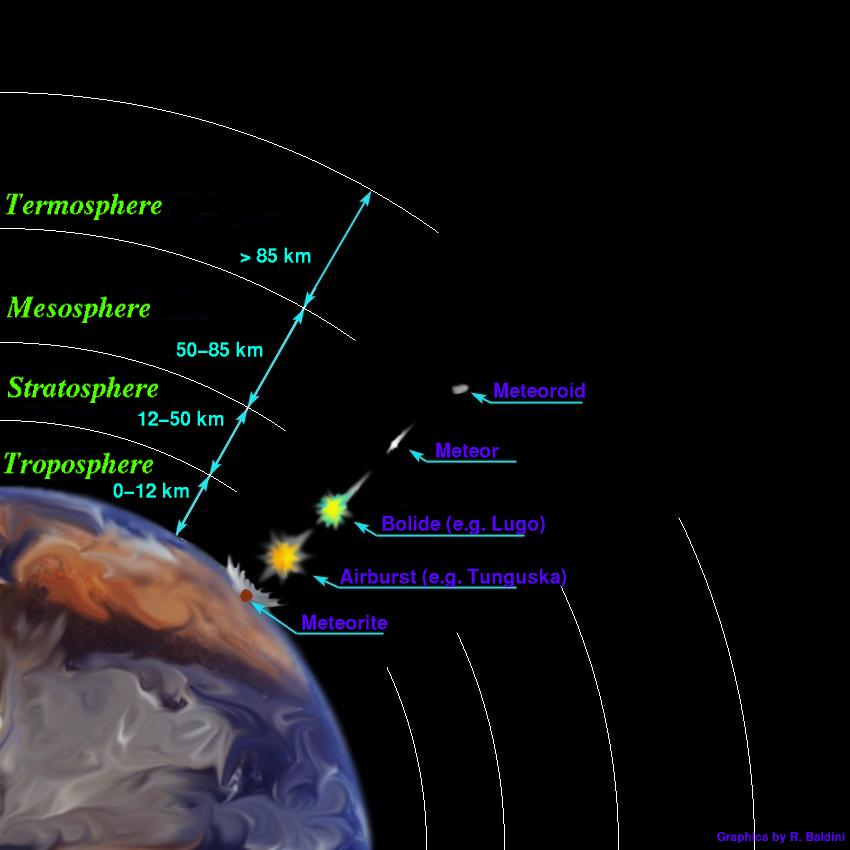 Termosphere
> 85 km
Mesosphere
50–85 km
Stratosphere
12–50 km
Troposphere
0–12 km
Meteoroid
Meteor
Bolide (e.g. Lugo)
Airburst (e.g. Tunguska)
Meteorite
Graphics by R. Baldini